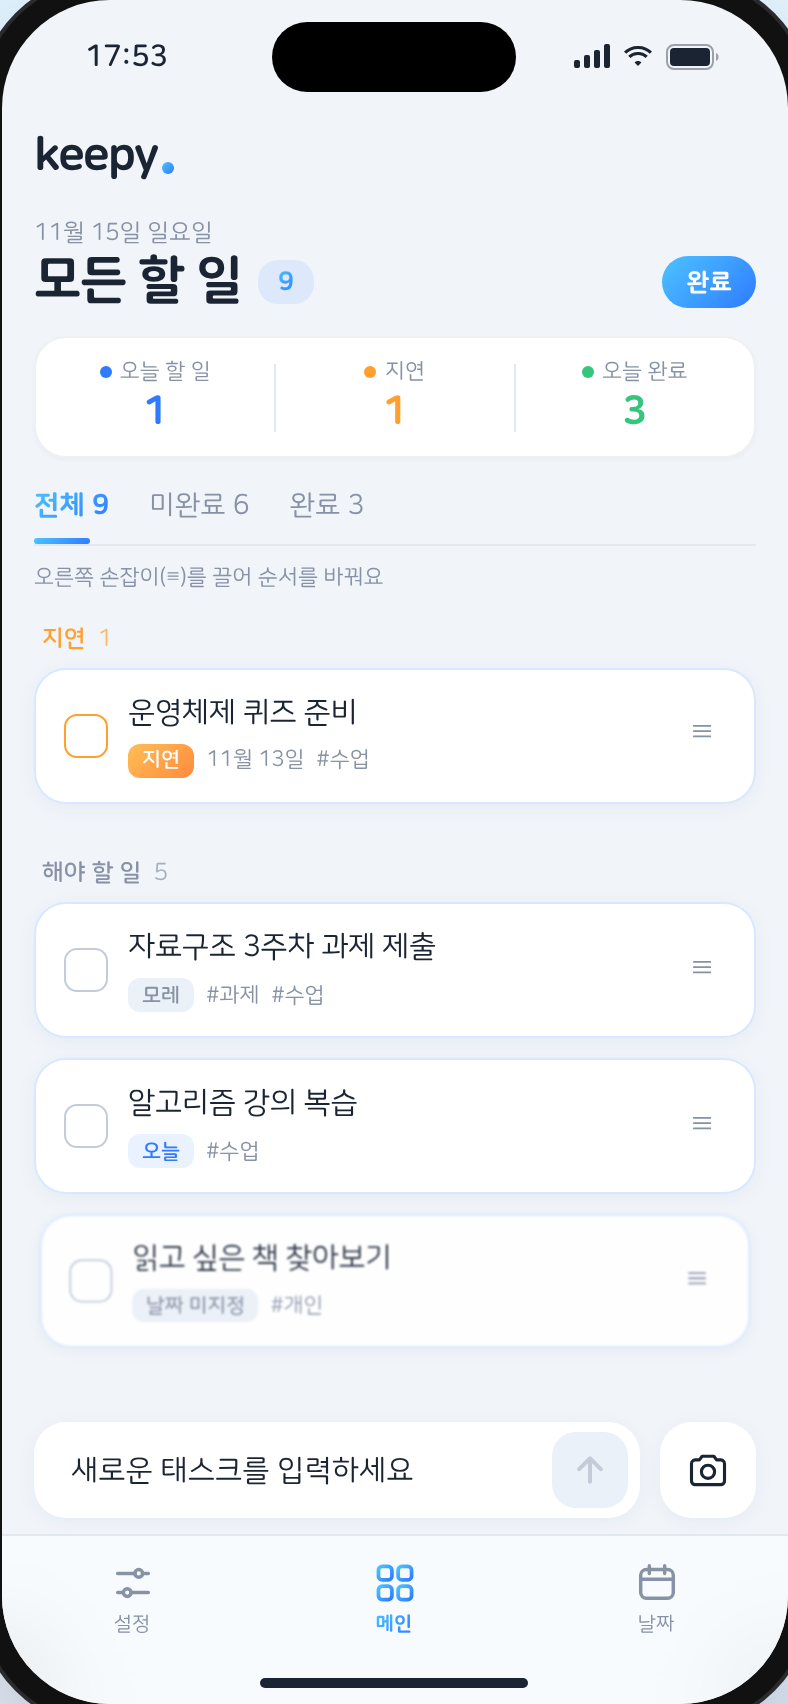 17:53
keepy.
11월 15일 일요일
모든 할 일 9
완료
오늘 할 일
1
지연
1
오늘 완료
3
전체 9 미완료 6 완료 3
오른쪽 손잡이(≡)를 끌어 순서를 바꿔요
지연 1
운영체제 퀴즈 준비
지연 11월 13일 #수업
해야 할 일 5
자료구조 3주차 과제 제출
모레 #과제 #수업
알고리즘 강의 복습
오늘 #수업
읽고 싶은 책 찾아보기
날짜 미지정 #개인
새로운 태스크를 입력하세요
설정
메인
날짜